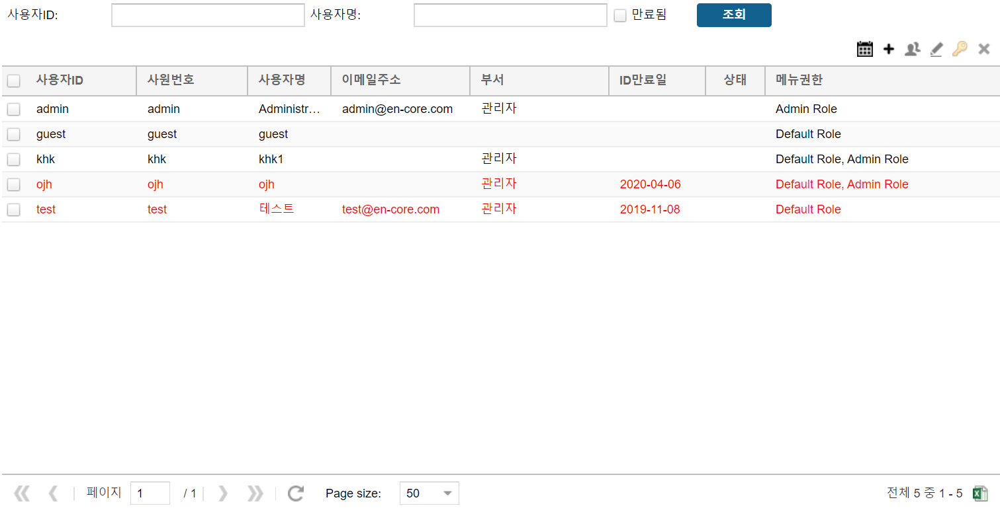 사용자ID: 사용자명: 만료됨 조회
사용자ID 사원번호 사용자명 이메일주소 부서 ID만료일 상태 메뉴권한
admin admin Administr... admin@en-core.com 관리자 Admin Role
guest guest guest Default Role
khk khk khk1 관리자 Default Role, Admin Role
ojh ojh ojh 관리자 2020-04-06 Default Role, Admin Role
test test 테스트 test@en-core.com 관리자 2019-11-08 Default Role
페이지 1 / 1 Page size: 50 전체 5 중 1 - 5